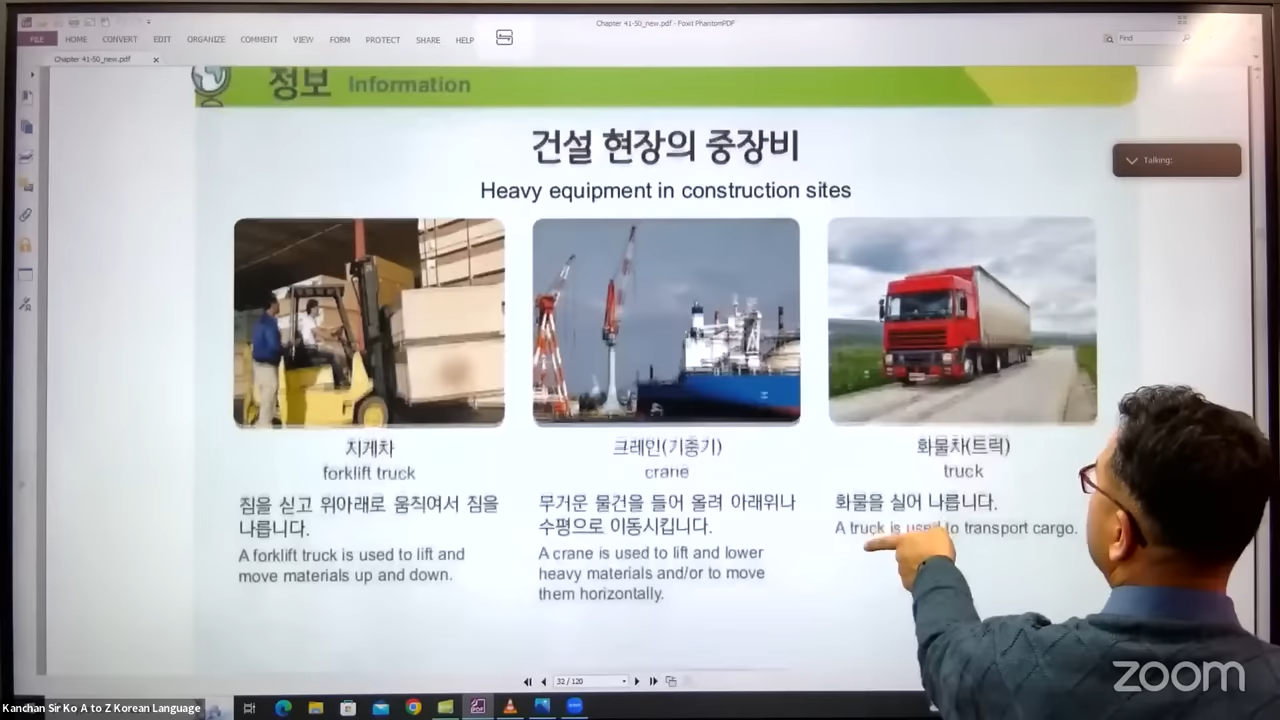 Chapter 41-50_new.pdf - Foxit PhantomPDF
FILE HOME CONVERT EDIT ORGANIZE COMMENT VIEW FORM PROTECT SHARE HELP
Find
Chapter 41-50_new.pdf
정보 Information
건설 현장의 중장비
Talking:
Heavy equipment in construction sites
지게차
forklift truck
짐을 싣고 위아래로 움직여서 짐을
나릅니다.
A forklift truck is used to lift and
move materials up and down.
크레인(기중기)
crane
무거운 물건을 들어 올려 아래위나
수평으로 이동시킵니다.
A crane is used to lift and lower
heavy materials and/or to move
them horizontally.
화물차(트럭)
truck
화물을 실어 나릅니다.
A truck is used to transport cargo.
32 / 120
zoom
Kanchan Sir Ko A to Z Korean Language